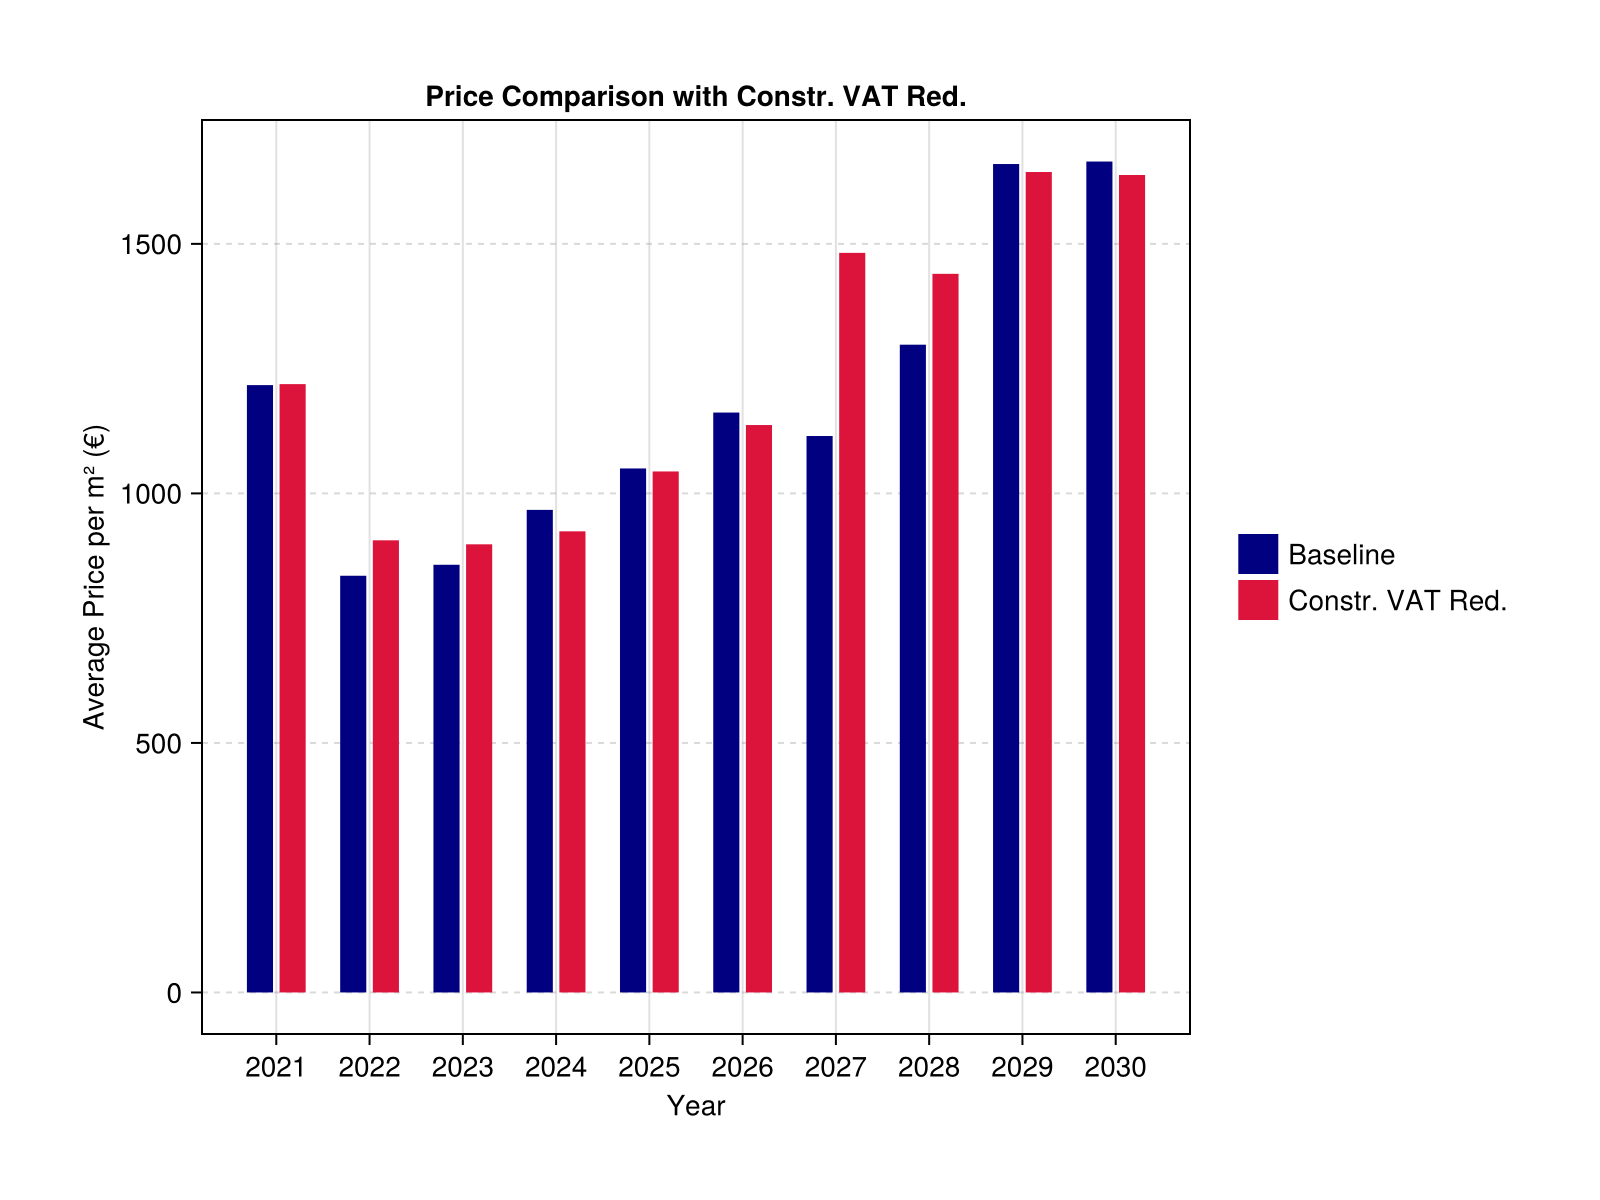 Price Comparison with Constr. VAT Red.
Average Price per m² (€)
1500
1000
500
0
2021 2022 2023 2024 2025 2026 2027 2028 2029 2030
Year
Baseline
Constr. VAT Red.